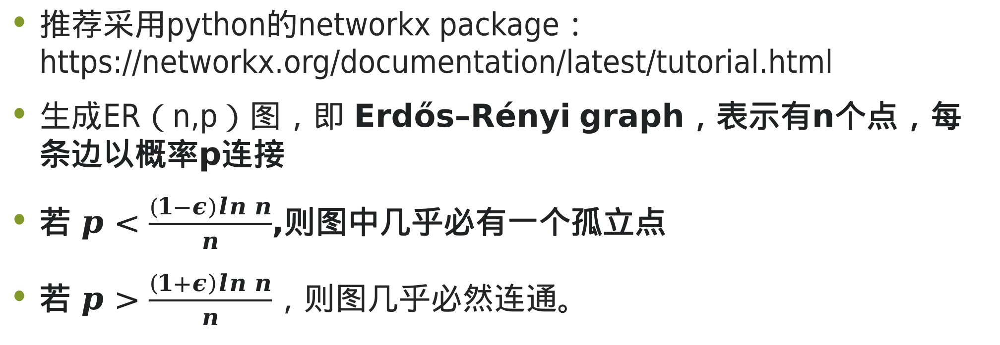 • 推荐采用python的networkx package：
https://networkx.org/documentation/latest/tutorial.html
• 生成ER（n,p）图，即 Erdős–Rényi graph，表示有n个点，每
条边以概率p连接
• 若 p < \frac{(1−ϵ)ln n}{n},则图中几乎必有一个孤立点
• 若 p > \frac{(1+ϵ)ln n}{n}，则图几乎必然连通。